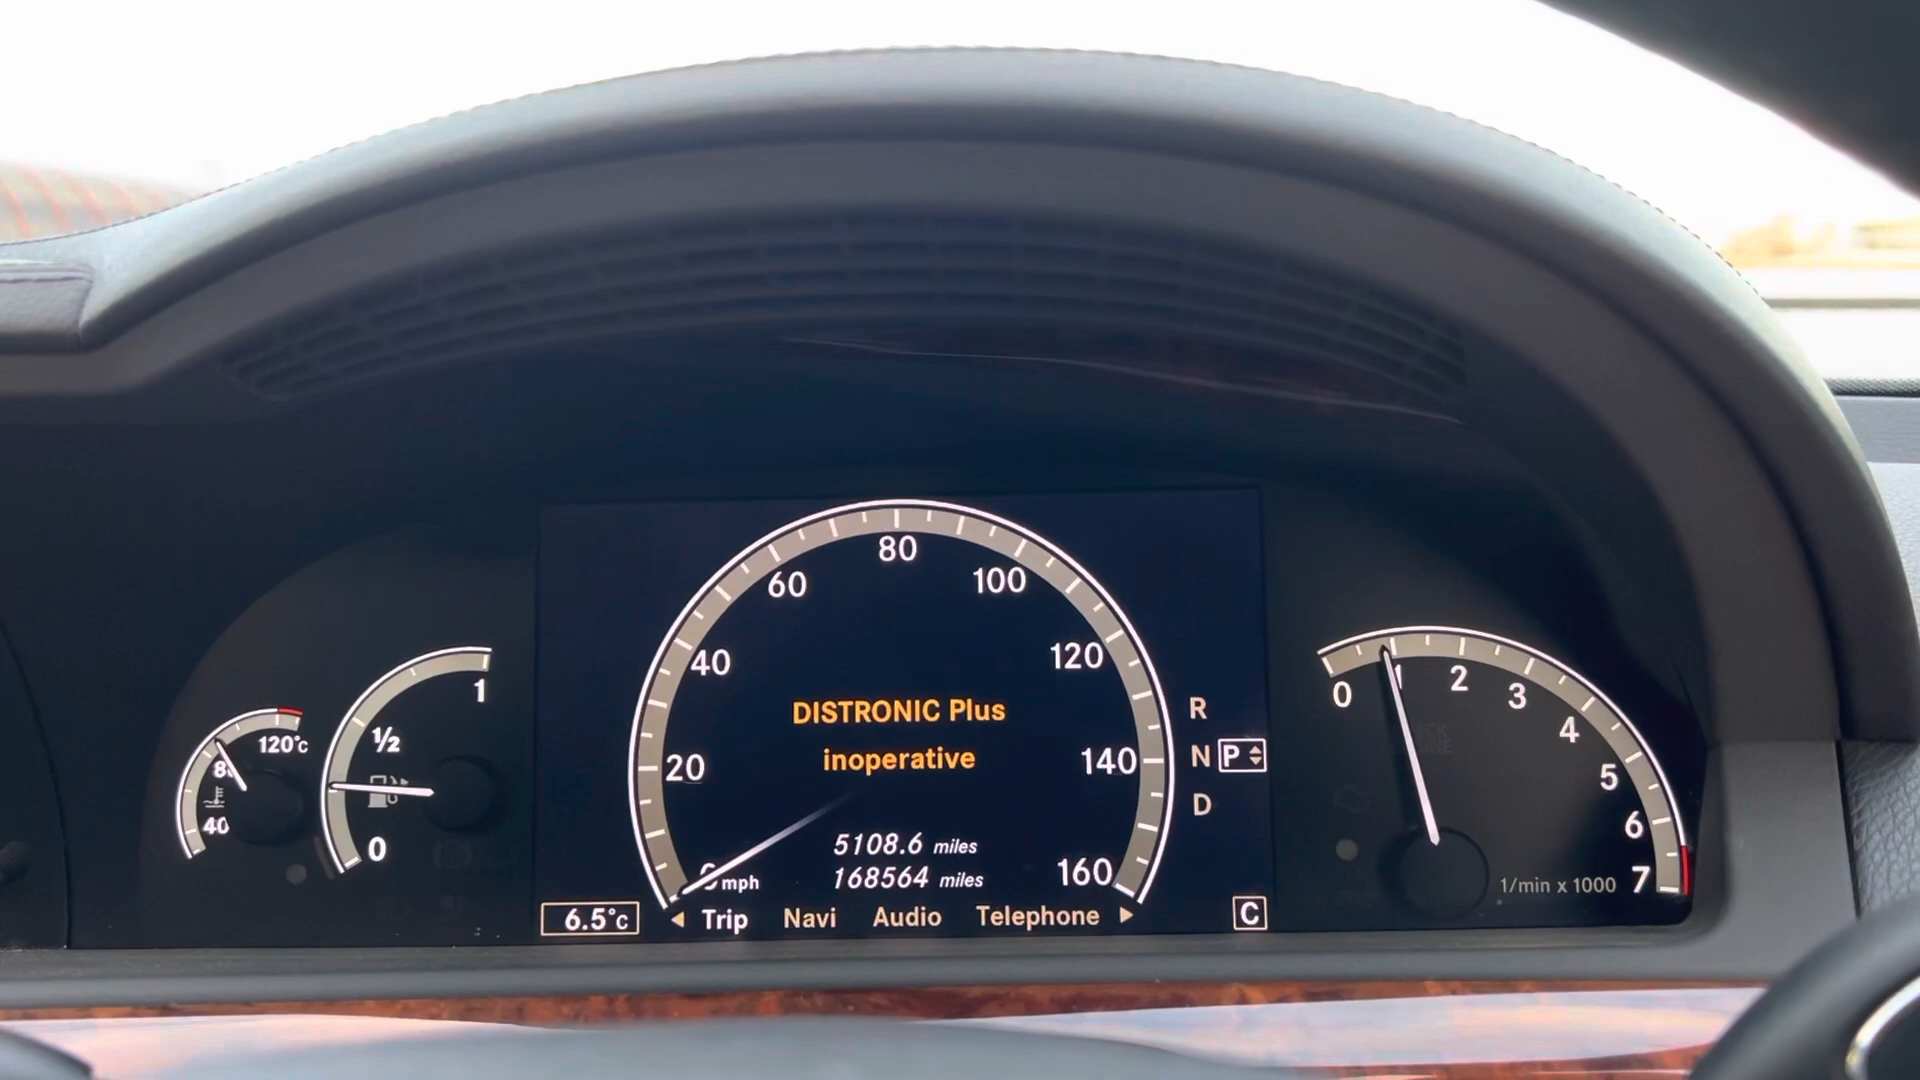 80
60
100
40
120
20
140
0 mph
160
DISTRONIC Plus
inoperative
5108.6 miles
168564 miles
6.5°c
Trip Navi Audio Telephone
C
R
N P
D
1
½
0
120°c
80
40
0
1
2
3
4
5
6
7
1/min x 1000